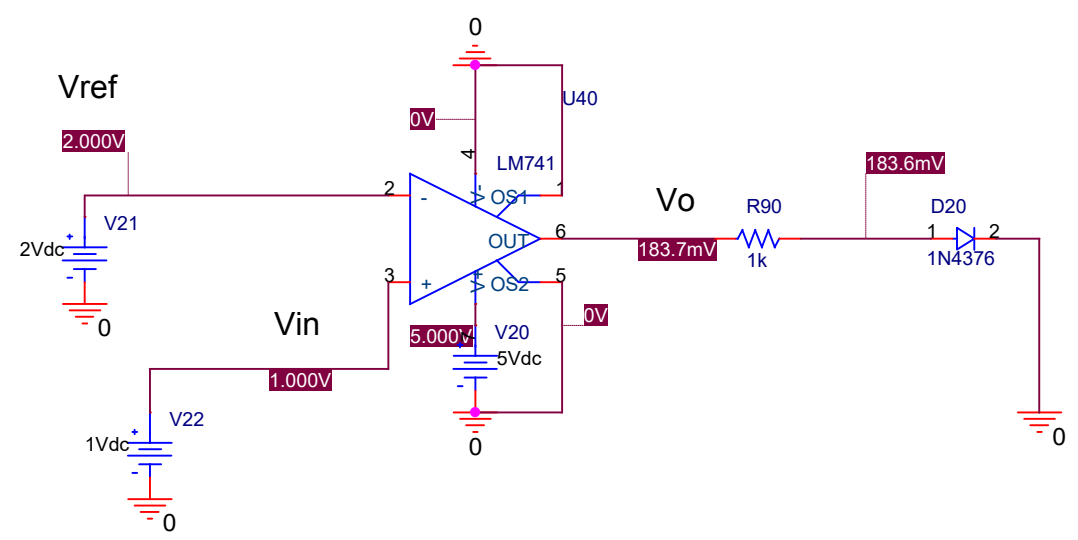 0
Vref
U40
0V
2.000V
4
LM741
183.6mV
2
1
V-
OS1
-
Vo
R90
D20
V21
OUT
6
1
2
2Vdc
183.7mV
1k
1N4376
3
+
V+
OS2
5
0
Vin
0V
5.000V
7
V20
5Vdc
1.000V
V22
0
0
1Vdc
0